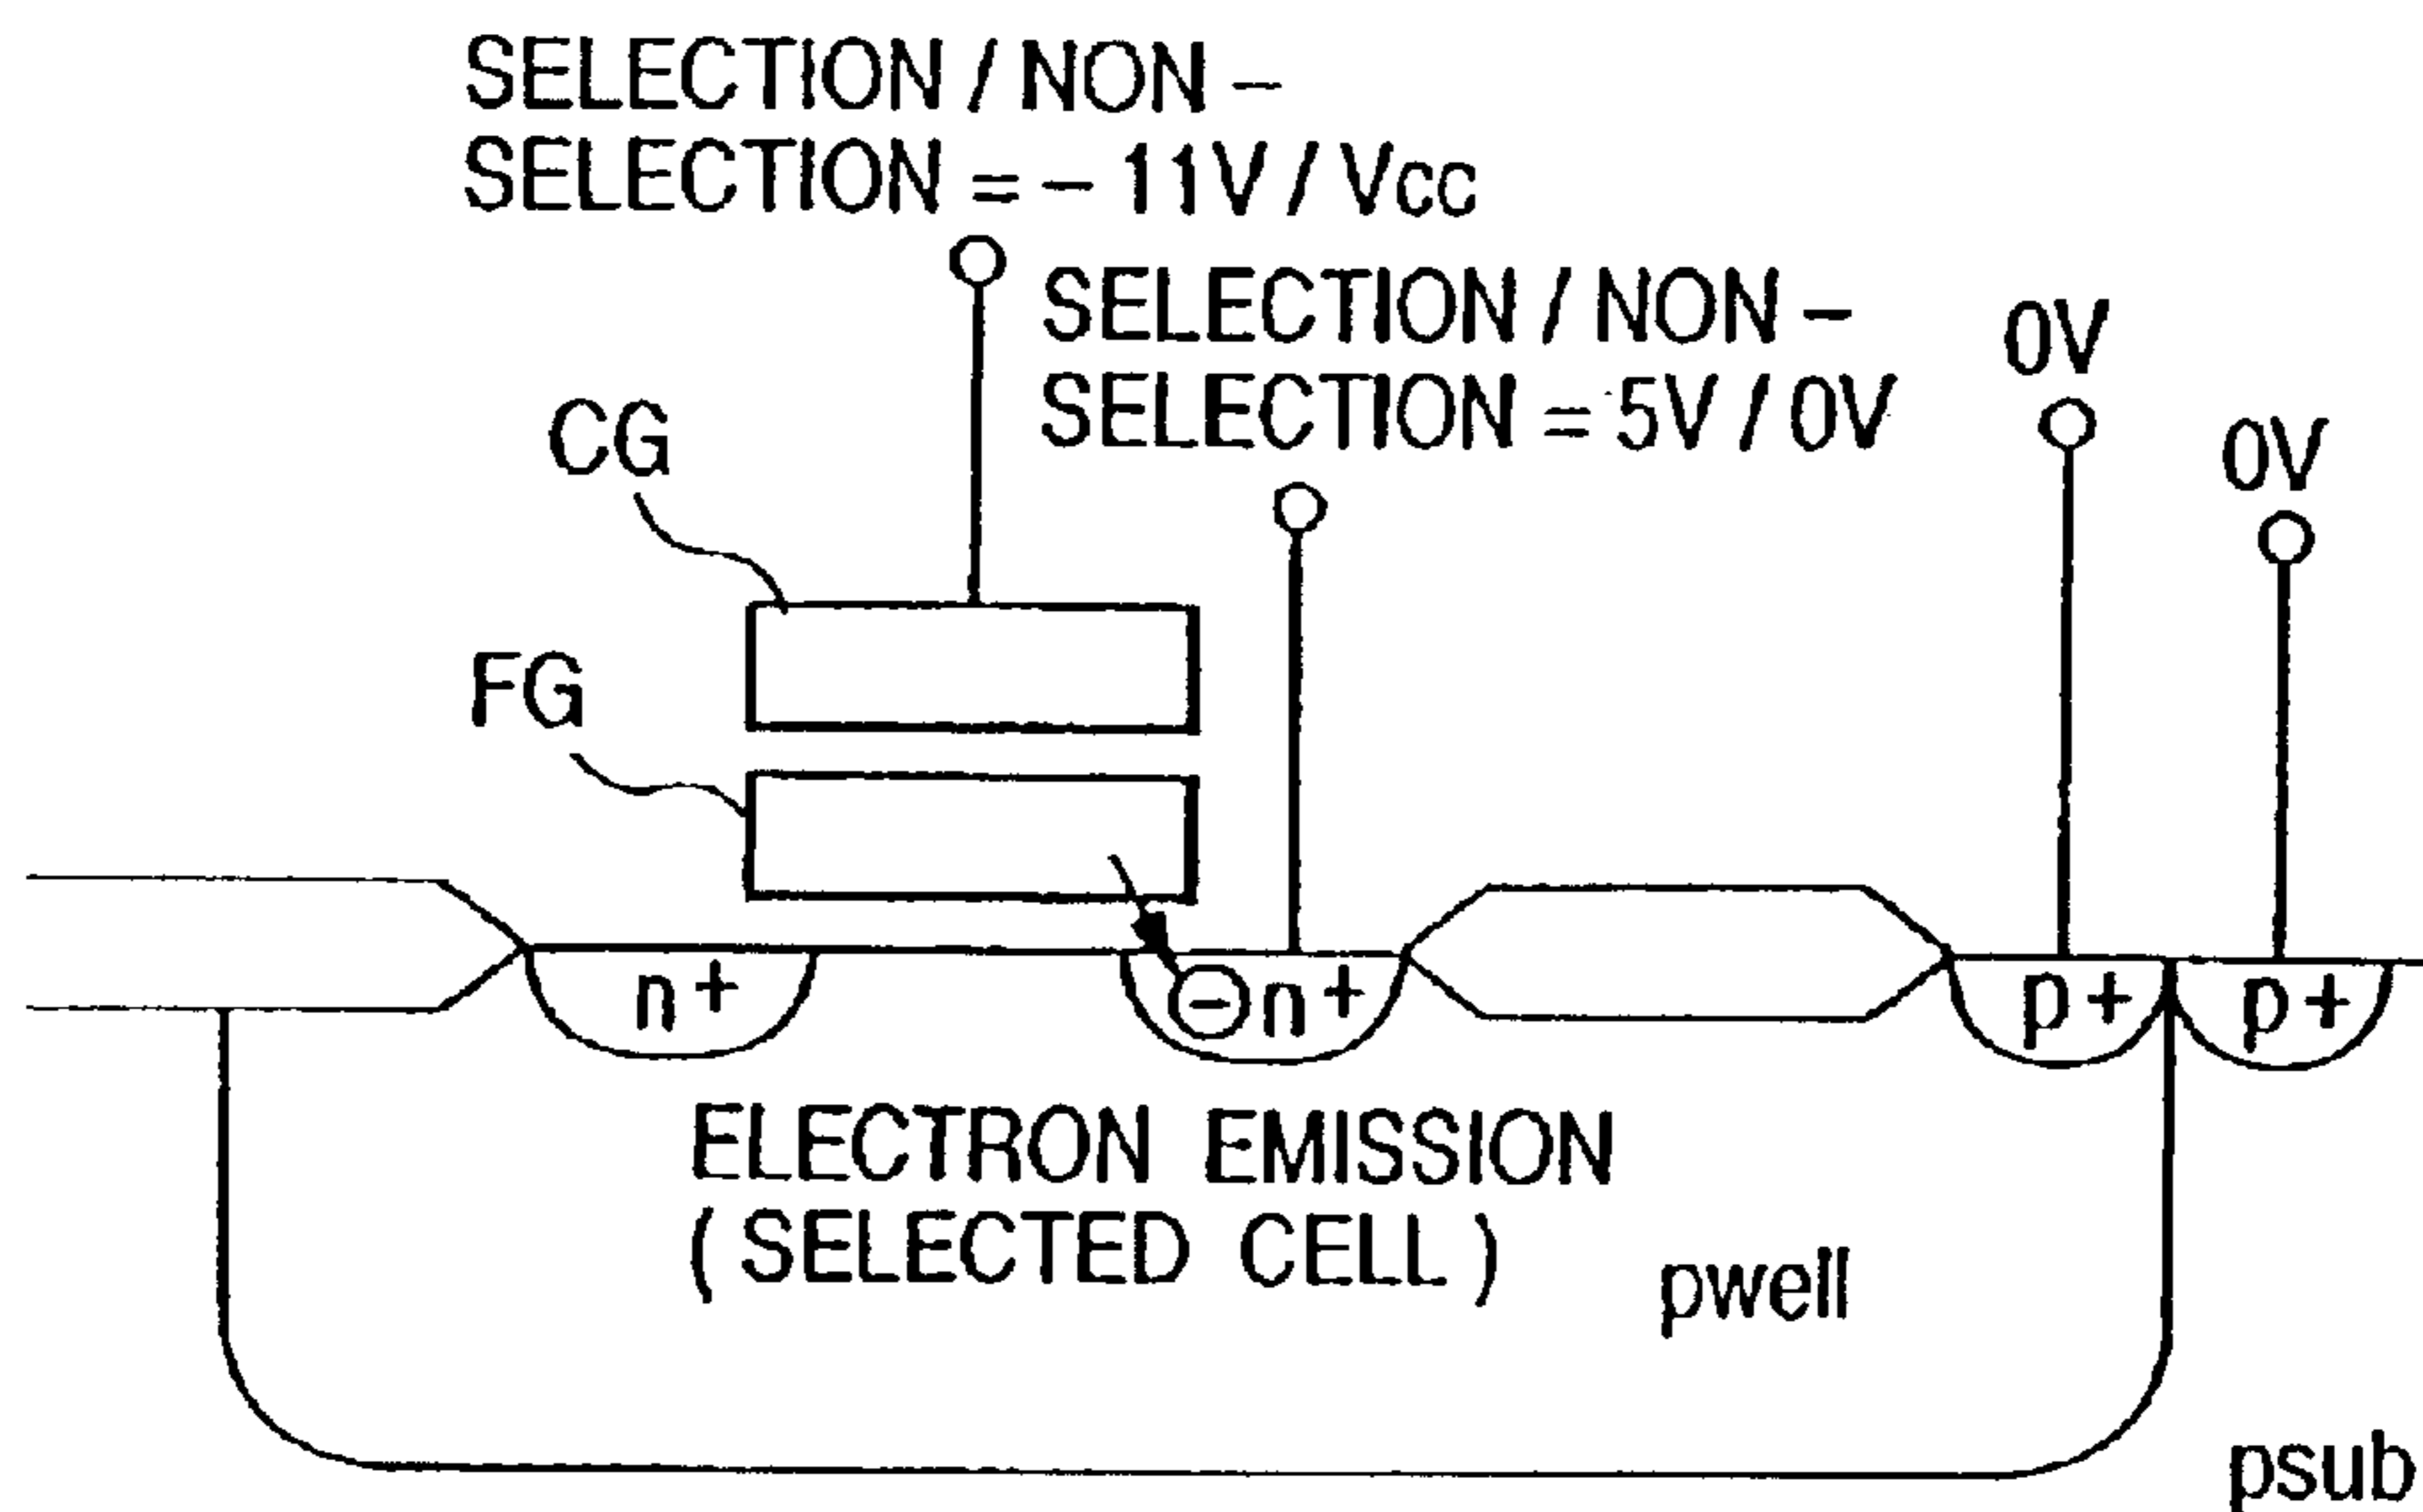 SELECTION / NON -
SELECTION = - 11V / Vcc
SELECTION / NON -
SELECTION = 5V / 0V
0V
0V
CG
FG
n+
⊖ n+
p+
p+
ELECTRON EMISSION
( SELECTED CELL )
pwell
psub